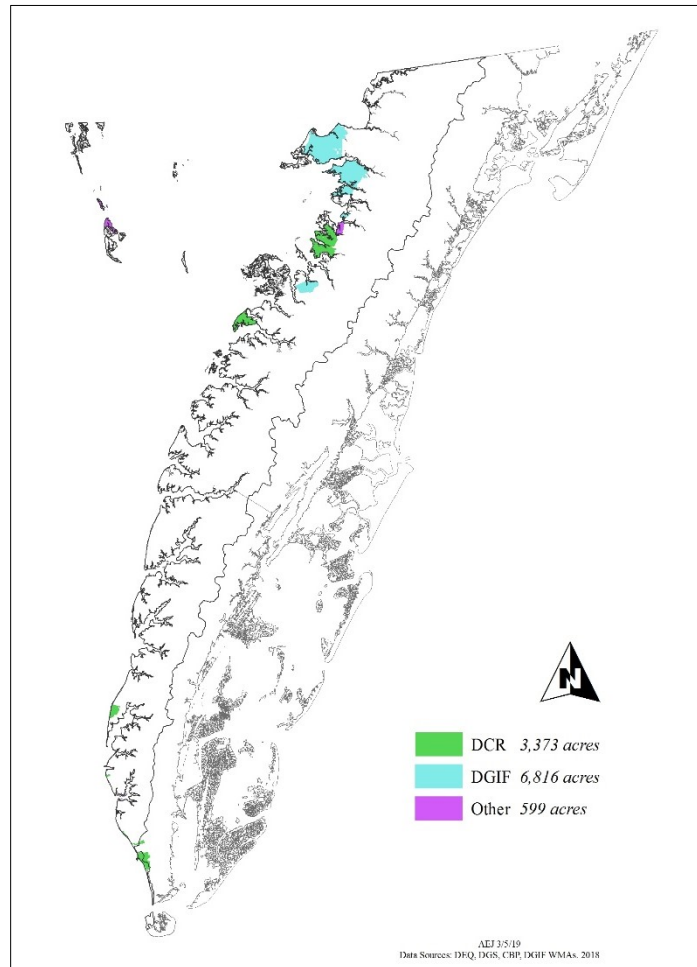 N
DCR 3,373 acres
DGIF 6,816 acres
Other 599 acres
AEJ 3/5/19
Data Sources: DEQ, DGS, CBP, DGIF WMAs. 2018